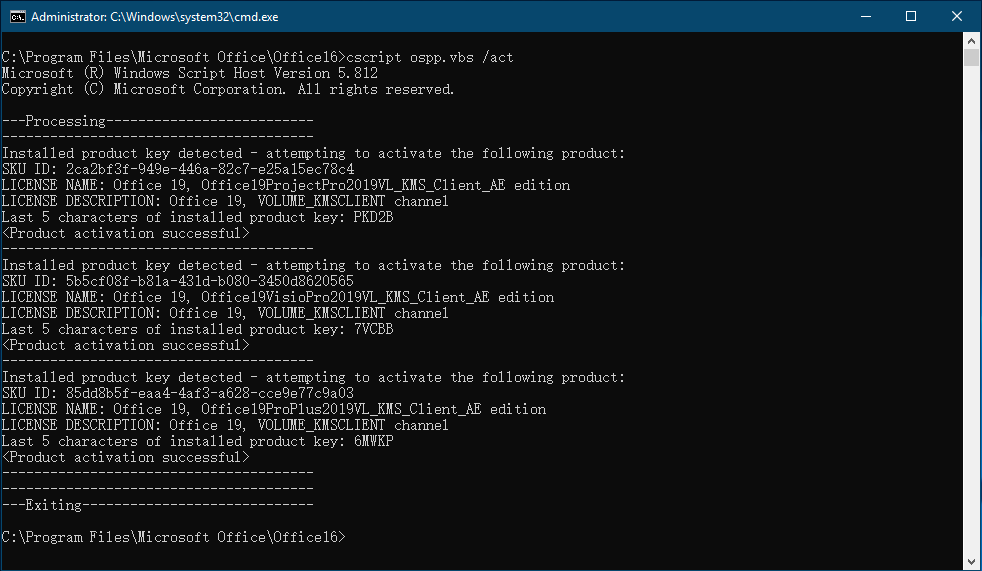 Administrator: C:\Windows\system32\cmd.exe
C:\Program Files\Microsoft Office\Office16>cscript ospp.vbs /act
Microsoft (R) Windows Script Host Version 5.812
Copyright (C) Microsoft Corporation. All rights reserved.
---Processing--------------------------
---------------------------------------
Installed product key detected - attempting to activate the following product:
SKU ID: 2ca2bf3f-949e-446a-82c7-e25a15ec78c4
LICENSE NAME: Office 19, Office19ProjectPro2019VL_KMS_Client_AE edition
LICENSE DESCRIPTION: Office 19, VOLUME_KMSCLIENT channel
Last 5 characters of installed product key: PKD2B
<Product activation successful>
---------------------------------------
Installed product key detected - attempting to activate the following product:
SKU ID: 5b5cf08f-b81a-431d-b080-3450d8620565
LICENSE NAME: Office 19, Office19VisioPro2019VL_KMS_Client_AE edition
LICENSE DESCRIPTION: Office 19, VOLUME_KMSCLIENT channel
Last 5 characters of installed product key: 7VCBB
<Product activation successful>
---------------------------------------
Installed product key detected - attempting to activate the following product:
SKU ID: 85dd8b5f-eaa4-4af3-a628-cce9e77c9a03
LICENSE NAME: Office 19, Office19ProPlus2019VL_KMS_Client_AE edition
LICENSE DESCRIPTION: Office 19, VOLUME_KMSCLIENT channel
Last 5 characters of installed product key: 6MWKP
<Product activation successful>
---------------------------------------
---------------------------------------
---Exiting-----------------------------
C:\Program Files\Microsoft Office\Office16>